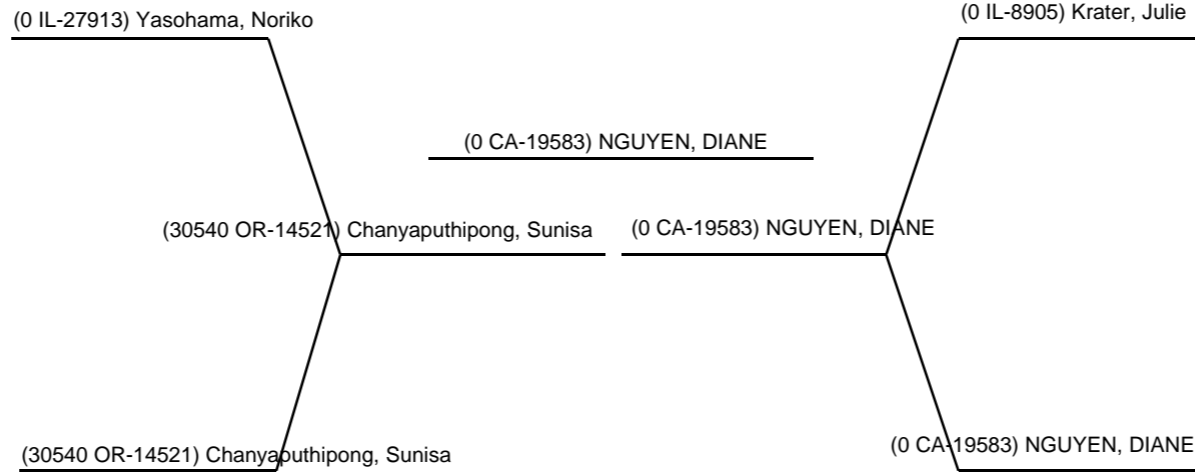 (0 IL-27913) Yasohama, Noriko
(0 IL-8905) Krater, Julie
(0 CA-19583) NGUYEN, DIANE
(30540 OR-14521) Chanyaputhipong, Sunisa
(0 CA-19583) NGUYEN, DIANE
(30540 OR-14521) Chanyaputhipong, Sunisa
(0 CA-19583) NGUYEN, DIANE